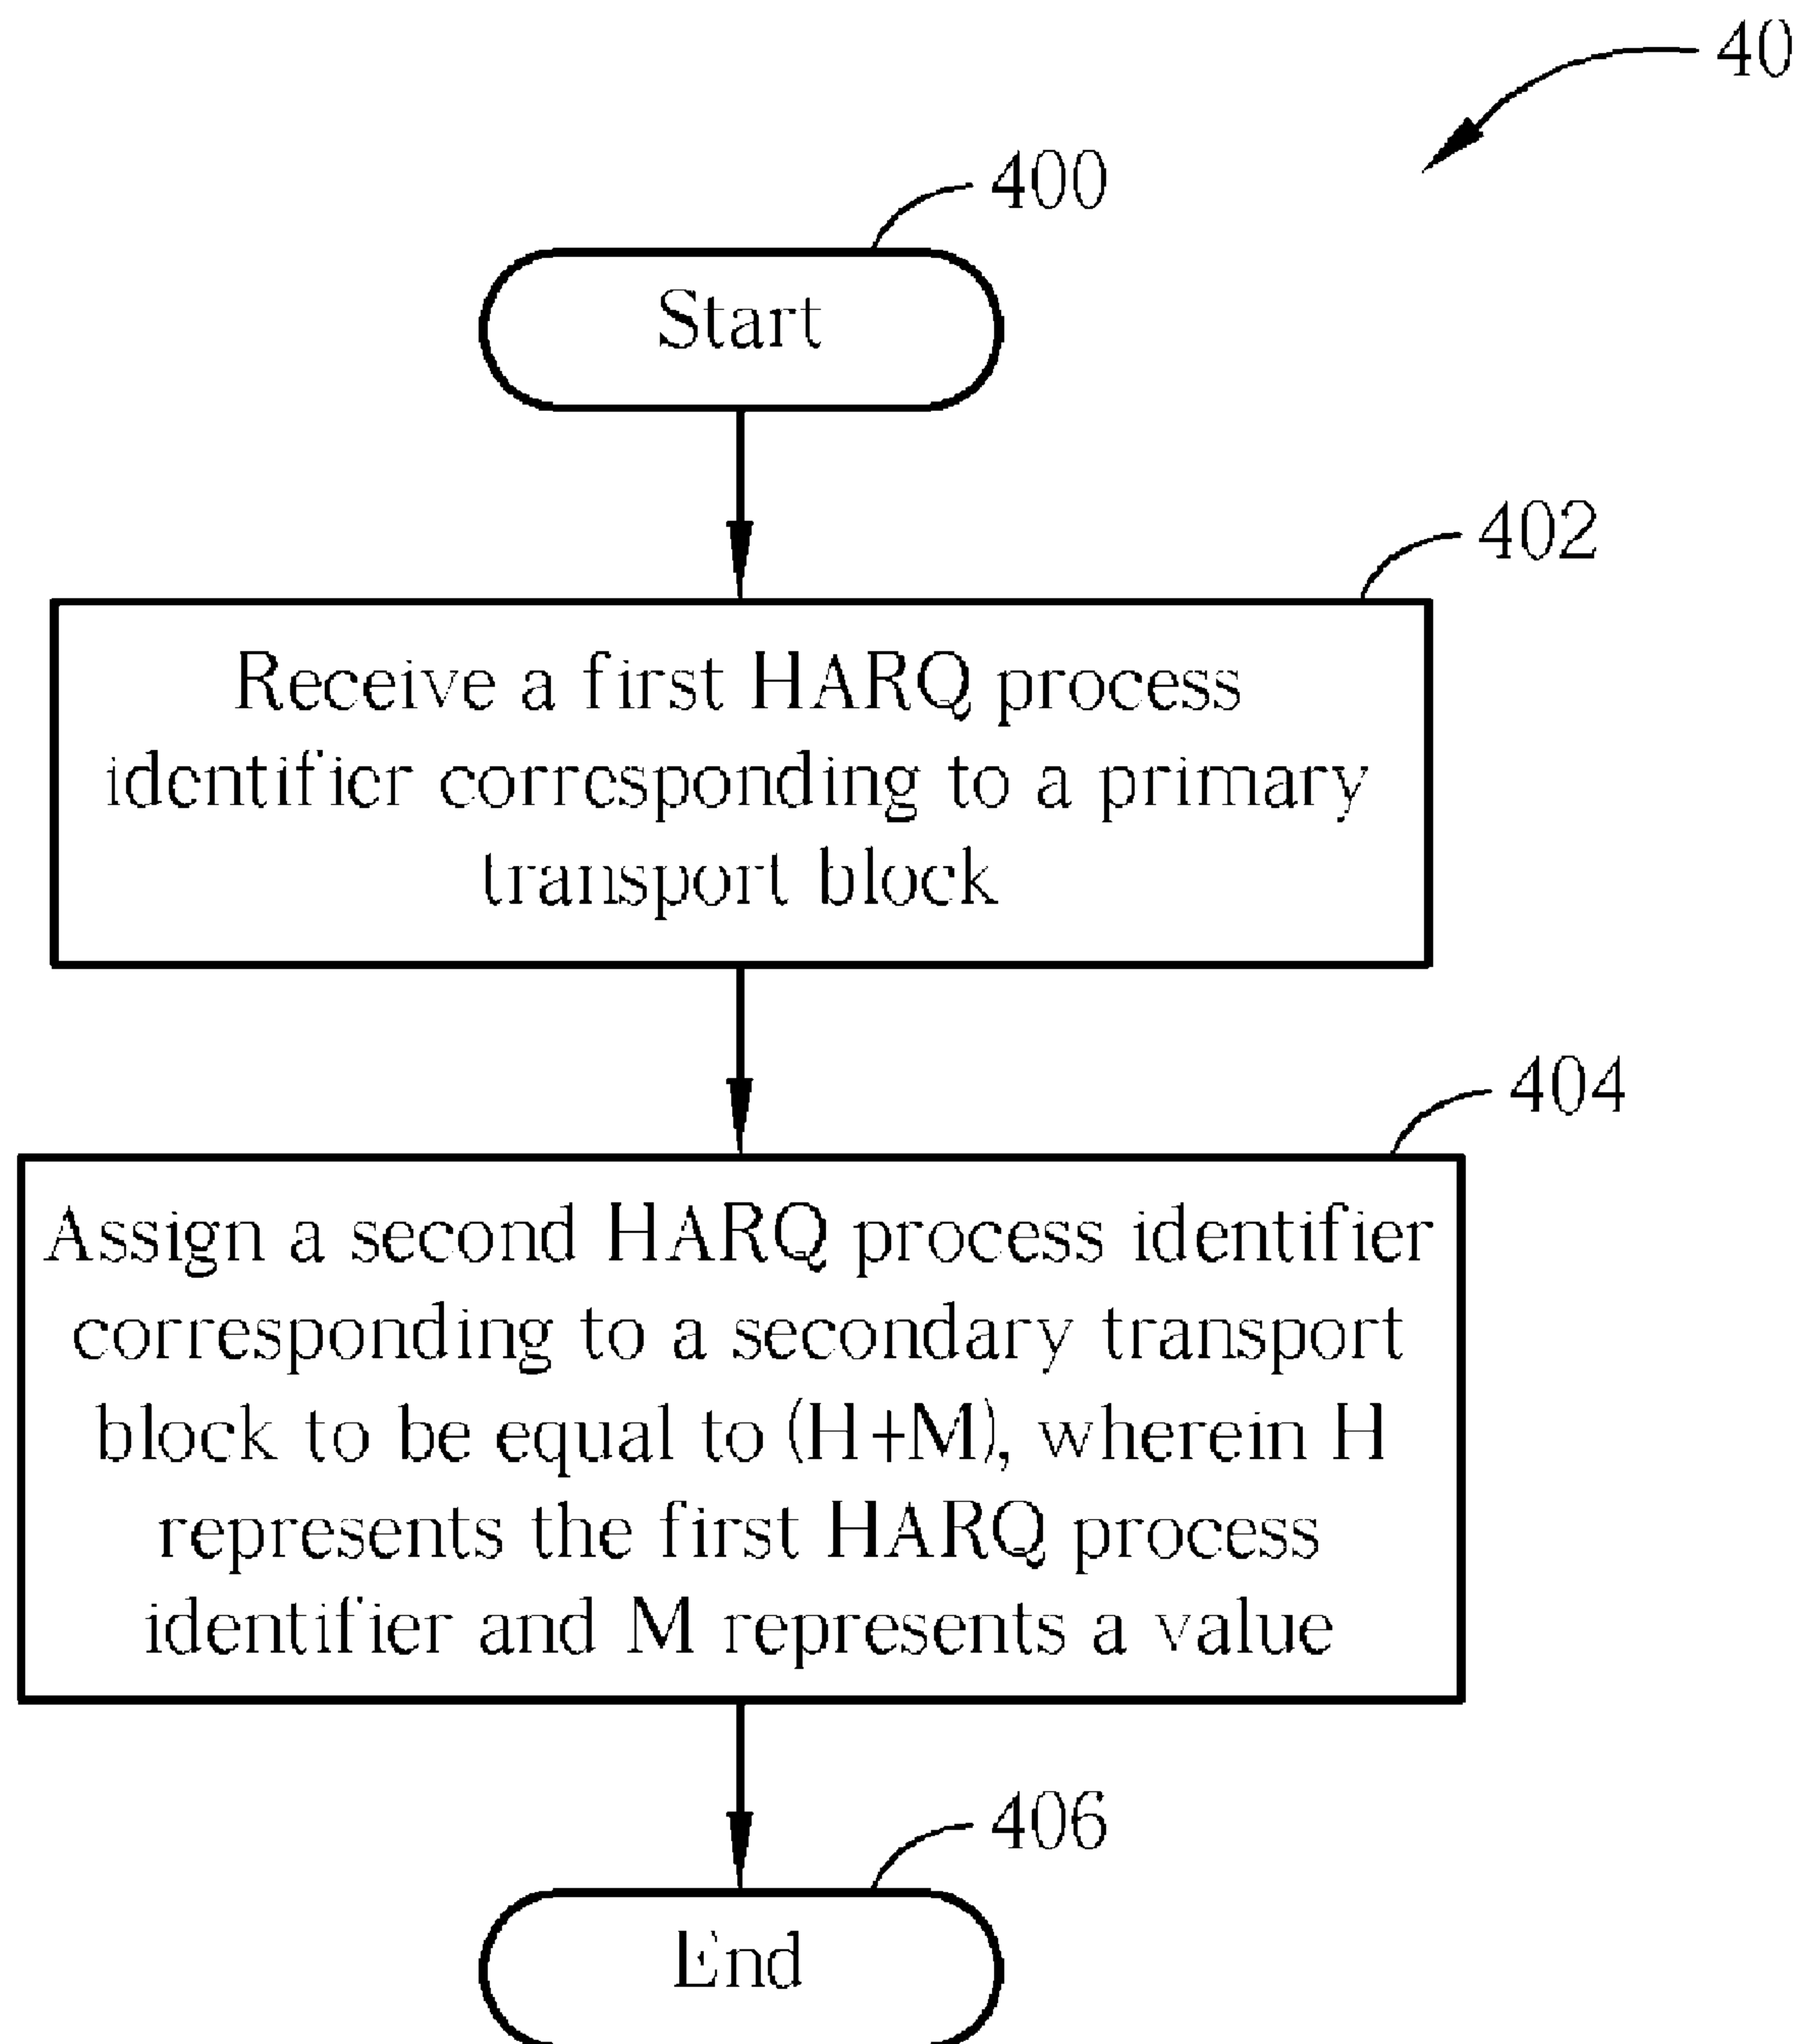 40
400
Start
402
Receive a first HARQ process
identifier corresponding to a primary
transport block
404
Assign a second HARQ process identifier
corresponding to a secondary transport
block to be equal to (H+M), wherein H
represents the first HARQ process
identifier and M represents a value
406
End